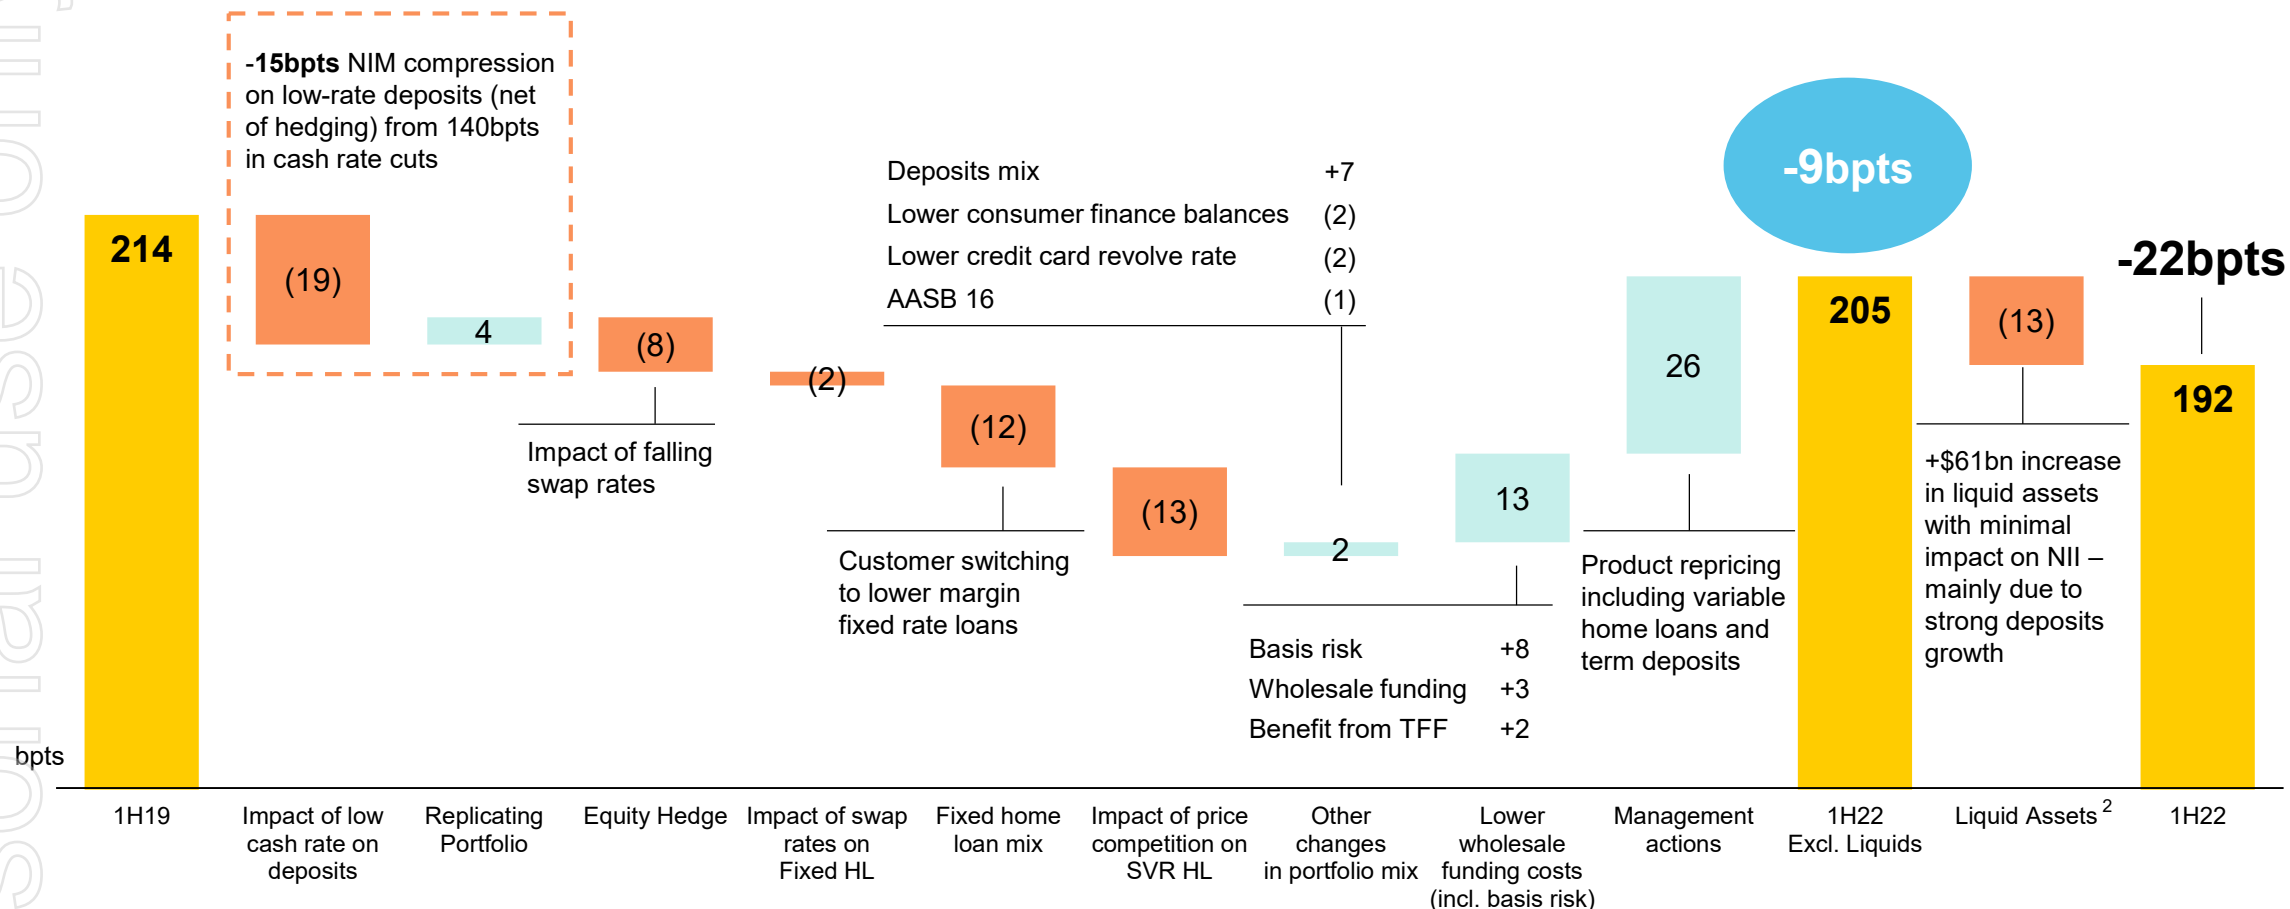 -15bpts NIM compression
on low-rate deposits (net
of hedging) from 140bpts
in cash rate cuts
Deposits mix +7
Lower consumer finance balances (2)
Lower credit card revolve rate (2)
AASB 16 (1)
-9bpts
-22bpts
214
(19)
4
(8)
(2)
(12)
(13)
2
13
26
205
(13)
192
Impact of falling
swap rates
Customer switching
to lower margin
fixed rate loans
Basis risk +8
Wholesale funding +3
Benefit from TFF +2
Product repricing
including variable
home loans and
term deposits
+$61bn increase
in liquid assets
with minimal
impact on NII –
mainly due to
strong deposits
growth
bpts
1H19
Impact of low
cash rate on
deposits
Replicating
Portfolio
Equity Hedge
Impact of swap
rates on
Fixed HL
Fixed home
loan mix
Impact of price
competition on
SVR HL
Other
changes
in portfolio mix
Lower
wholesale
funding costs
(incl. basis risk)
Management
actions
1H22
Excl. Liquids
Liquid Assets 2
1H22